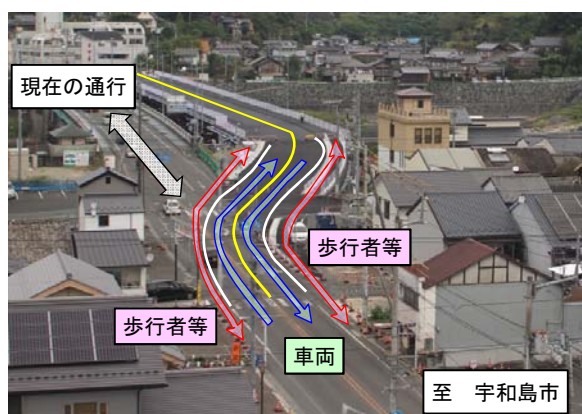 現在の通行
歩行者等
歩行者等
車両
至　宇和島市